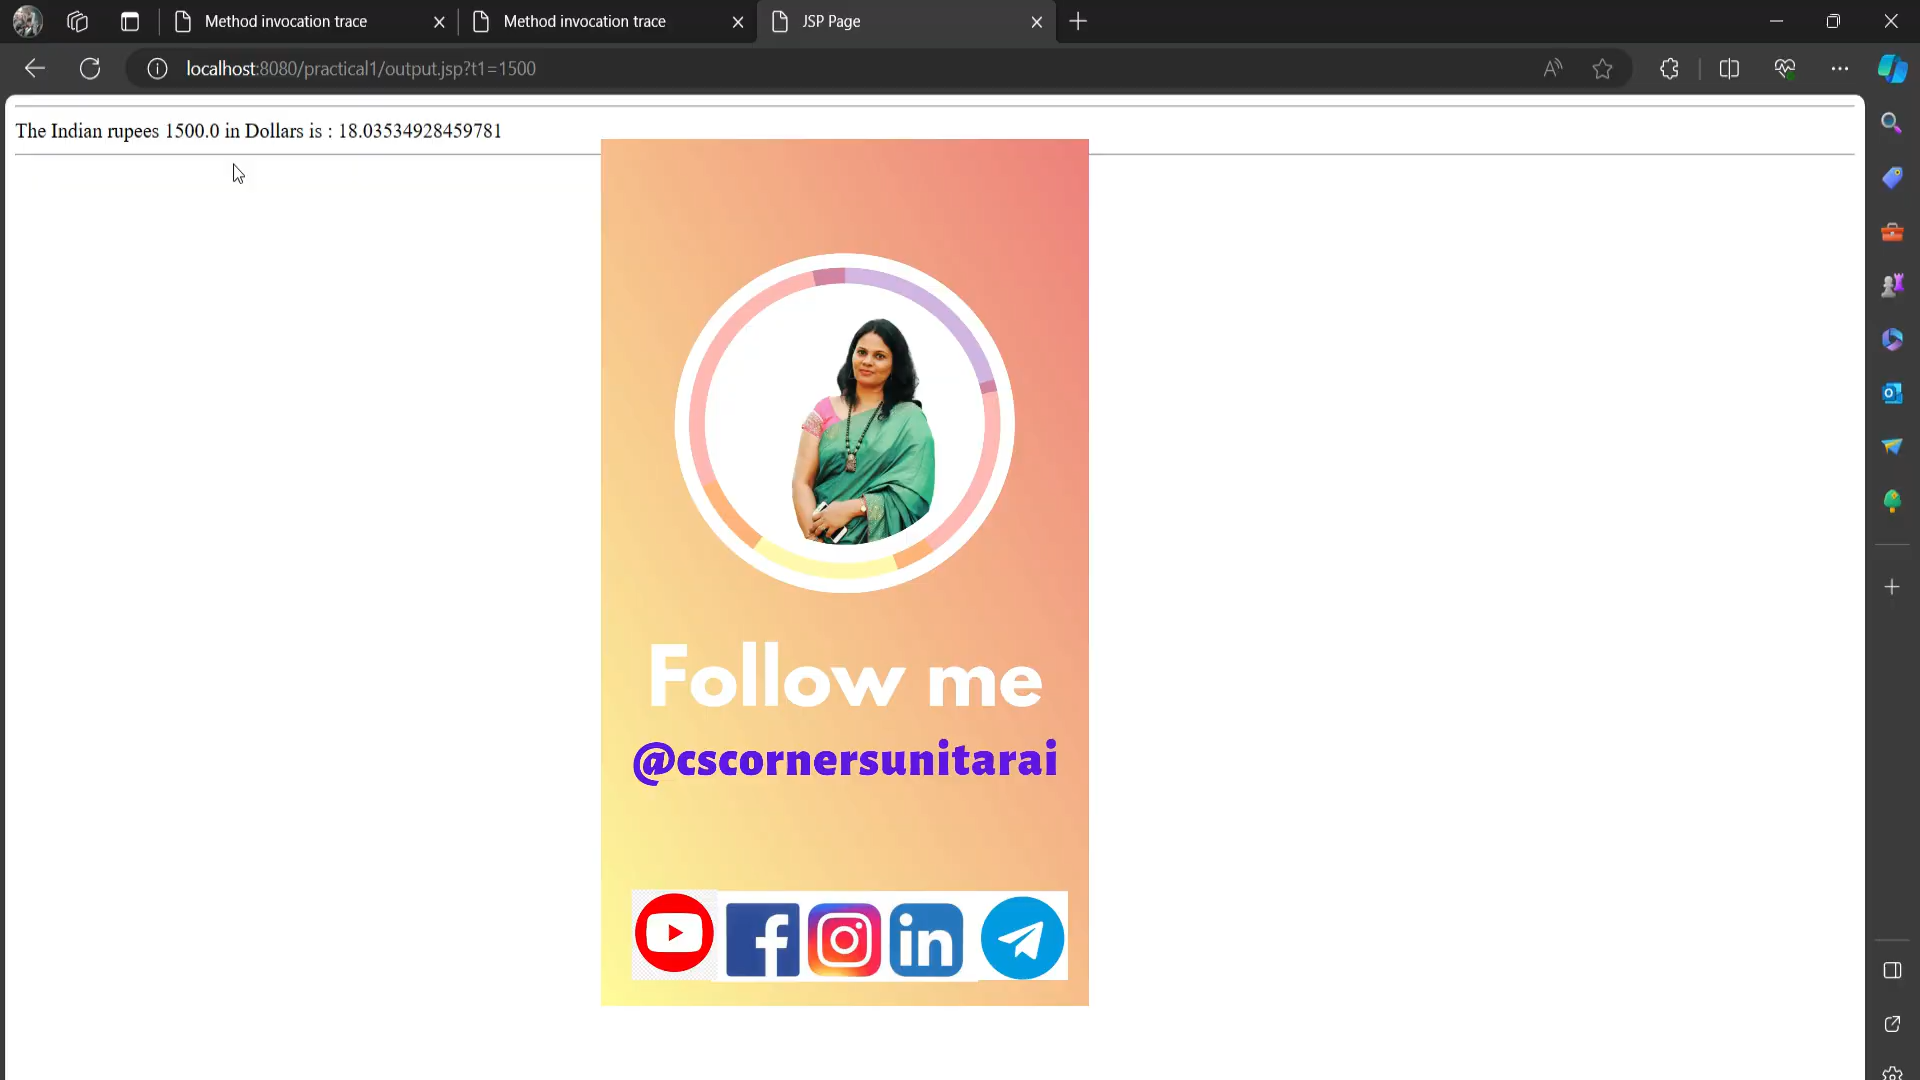 Method invocation trace
Method invocation trace
JSP Page
localhost:8080/practical1/output.jsp?t1=1500
The Indian rupees 1500.0 in Dollars is : 18.03534928459781
Follow me
@cscornersunitarai